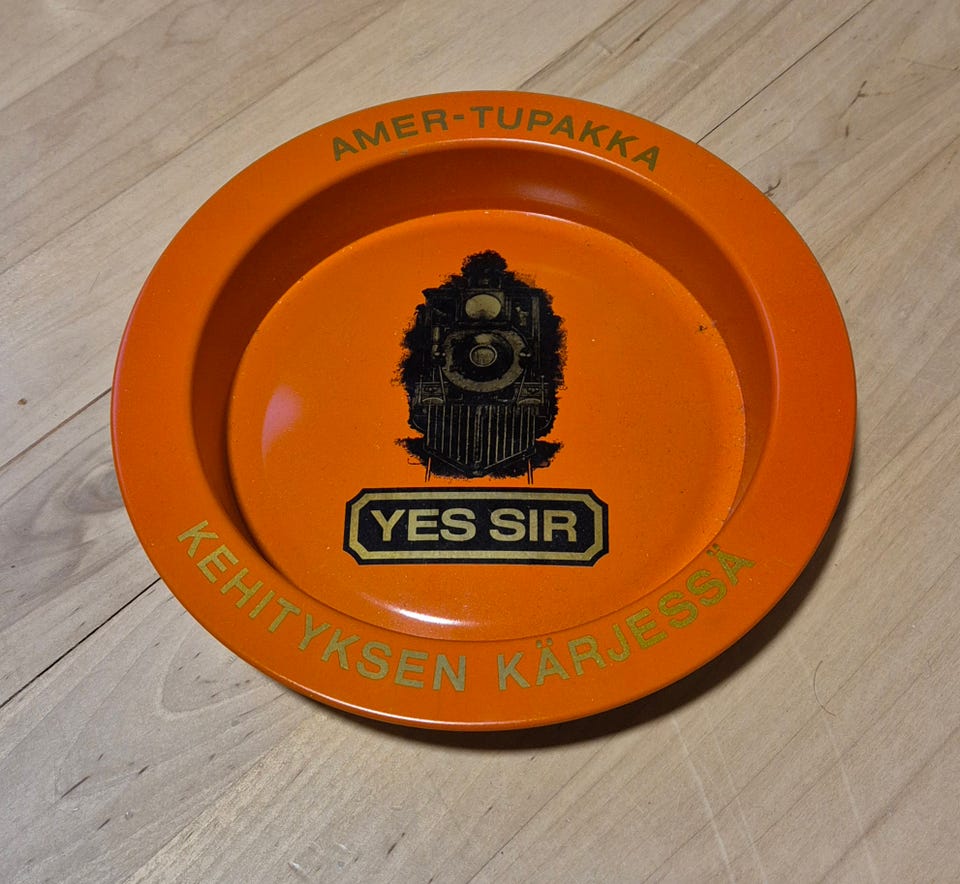 AMER-TUPAKKA
YES SIR
KEHITYKSEN KÄRJESSÄ